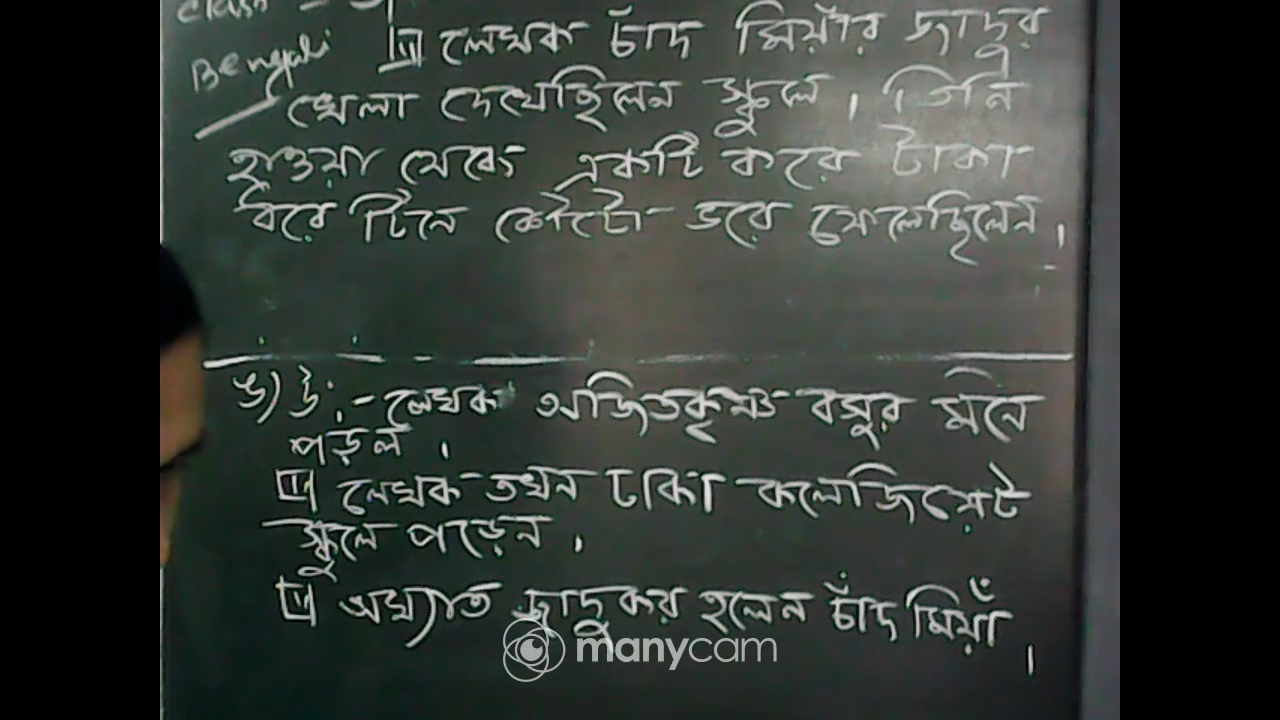 Class -
Bengali
লেখক চাঁদ মিয়াঁর জাদুর
খেলা দেখেছিলেন স্কুলে। তিনি
হাওয়া থেকে একটি করে টাকা
ধরে টিনে কৌটো ভরে ফেলেছিলেন।
ঙ) উ:- লেখক অজিতকৃষ্ণ বসুর মনে
পড়ল।
লেখক তখন ঢাকা কলেজিয়েট
স্কুলে পড়েন।
অখ্যাত জাদুকর হলেন চাঁদ মিয়াঁ।
manycam